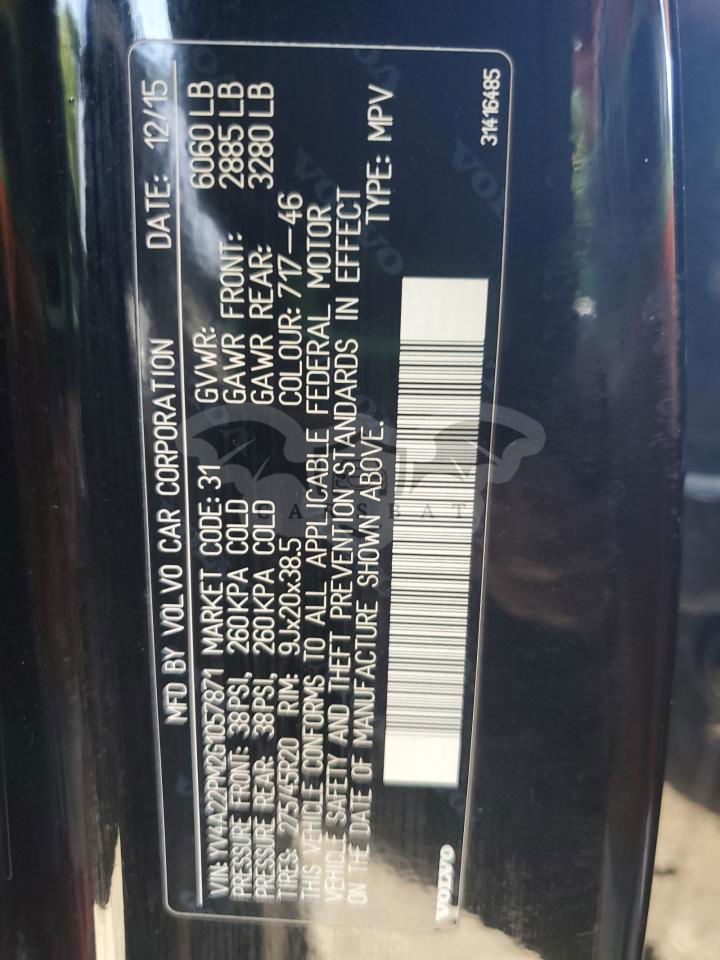 MFD BY VOLVO CAR CORPORATION DATE: 12/15
VIN YV4A22PM2G1057871 MARKET CODE: 31 GVWR: 6060 LB
PRESSURE FRONT: 38PSI, 260KPA COLD GAWR FRONT: 2885 LB
PRESSURE REAR: 38PSI, 260KPA COLD GAWR REAR: 3280 LB
TIRES: 275/45R20 RIM: 9Jx20x38.5 COLOUR: 717—46
THIS VEHICLE CONFORMS TO ALL APPLICABLE FEDERAL MOTOR
VEHICLE SAFETY AND THEFT PREVENTION STANDARDS IN EFFECT
ON THE DATE OF MANUFACTURE SHOWN ABOVE. TYPE: MPV
VOLVO 31416485
CARSEAT